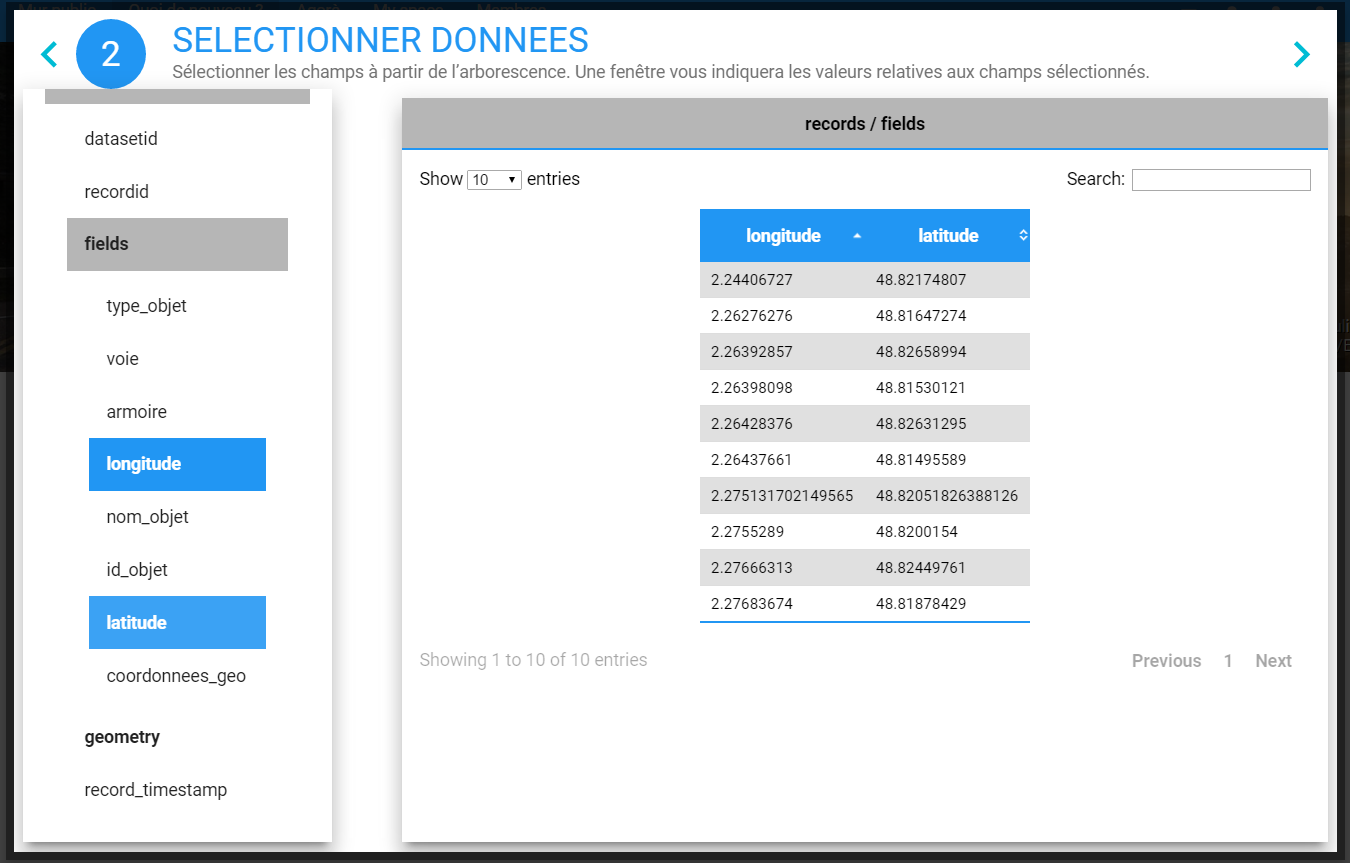 2
SELECTIONNER DONNEES
Sélectionner les champs à partir de l’arborescence. Une fenêtre vous indiquera les valeurs relatives aux champs sélectionnés.
datasetid
recordid
fields
type_objet
voie
armoire
longitude
nom_objet
id_objet
latitude
coordonnees_geo
geometry
record_timestamp
records / fields
Show 10 entries
Search:
longitude latitude
2.24406727 48.82174807
2.26276276 48.81647274
2.26392857 48.82658994
2.26398098 48.81530121
2.26428376 48.82631295
2.26437661 48.81495589
2.275131702149565 48.82051826388126
2.2755289 48.8200154
2.27666313 48.82449761
2.27683674 48.81878429
Showing 1 to 10 of 10 entries
Previous 1 Next